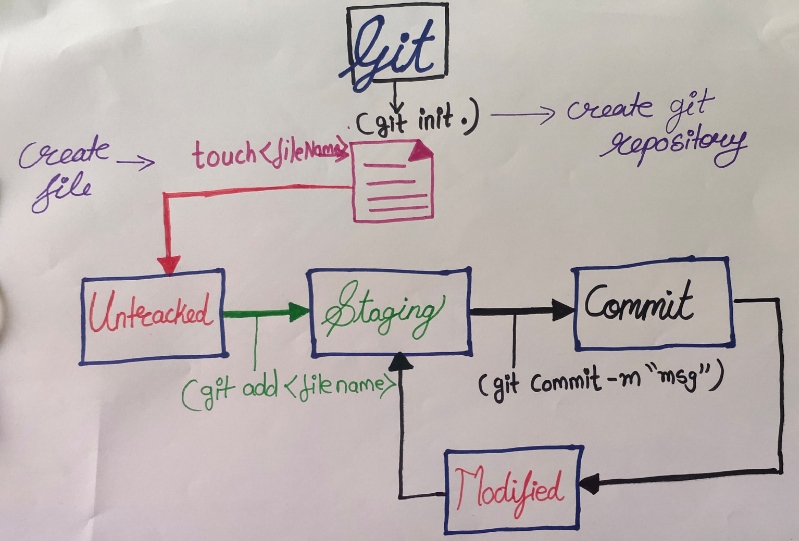 Git
(git init .)
create git
repository
Create
file
touch<fileName>
Untracked
Staging
Commit
(git add <filename>
(git commit -m "msg")
Modified